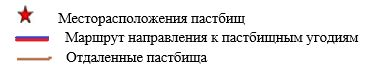 Месторасположения пастбищ
Маршрут направления к пастбищным угодиям
Отдаленные пастбища